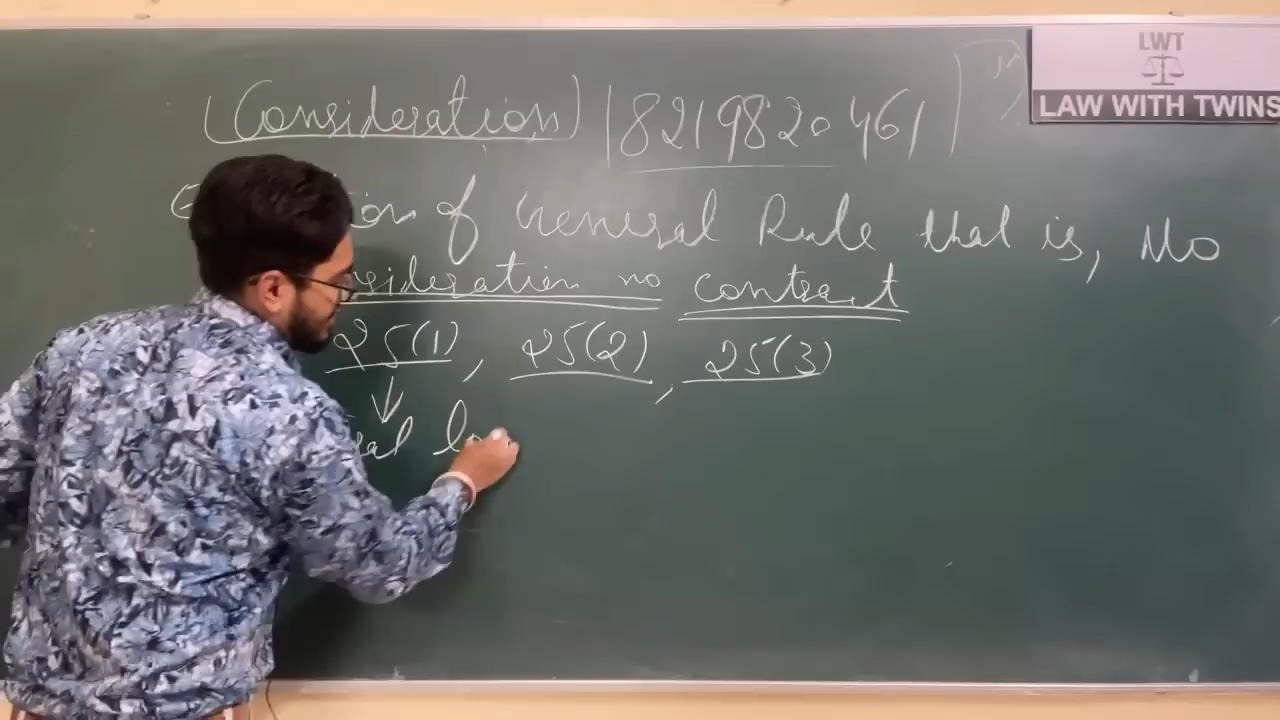 (Consideration) | 8219820461
LWT
LAW WITH TWINS
of General Rule that is, No
no contract
25(1), 25(2), 25(3)